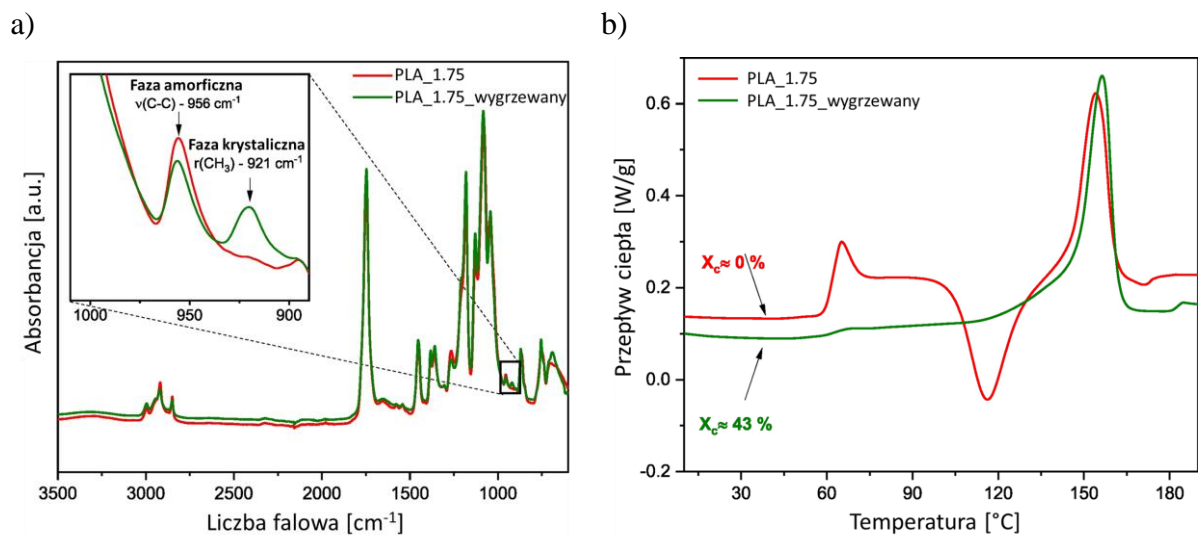 a)
PLA_1.75
PLA_1.75_wygrzewany
Faza amorficzna
ν(C-C) - 956 cm⁻¹
Faza krystaliczna
r(CH₃) - 921 cm⁻¹
1000 950 900
Absorbancja [a.u.]
3500 3000 2500 2000 1500 1000
Liczba falowa [cm⁻¹]
b)
PLA_1.75
PLA_1.75_wygrzewany
0.6
0.4
0.2
0.0
-0.2
Xc≈ 0 %
Xc≈ 43 %
Przepływ ciepła [W/g]
30 60 90 120 150 180
Temperatura [°C]